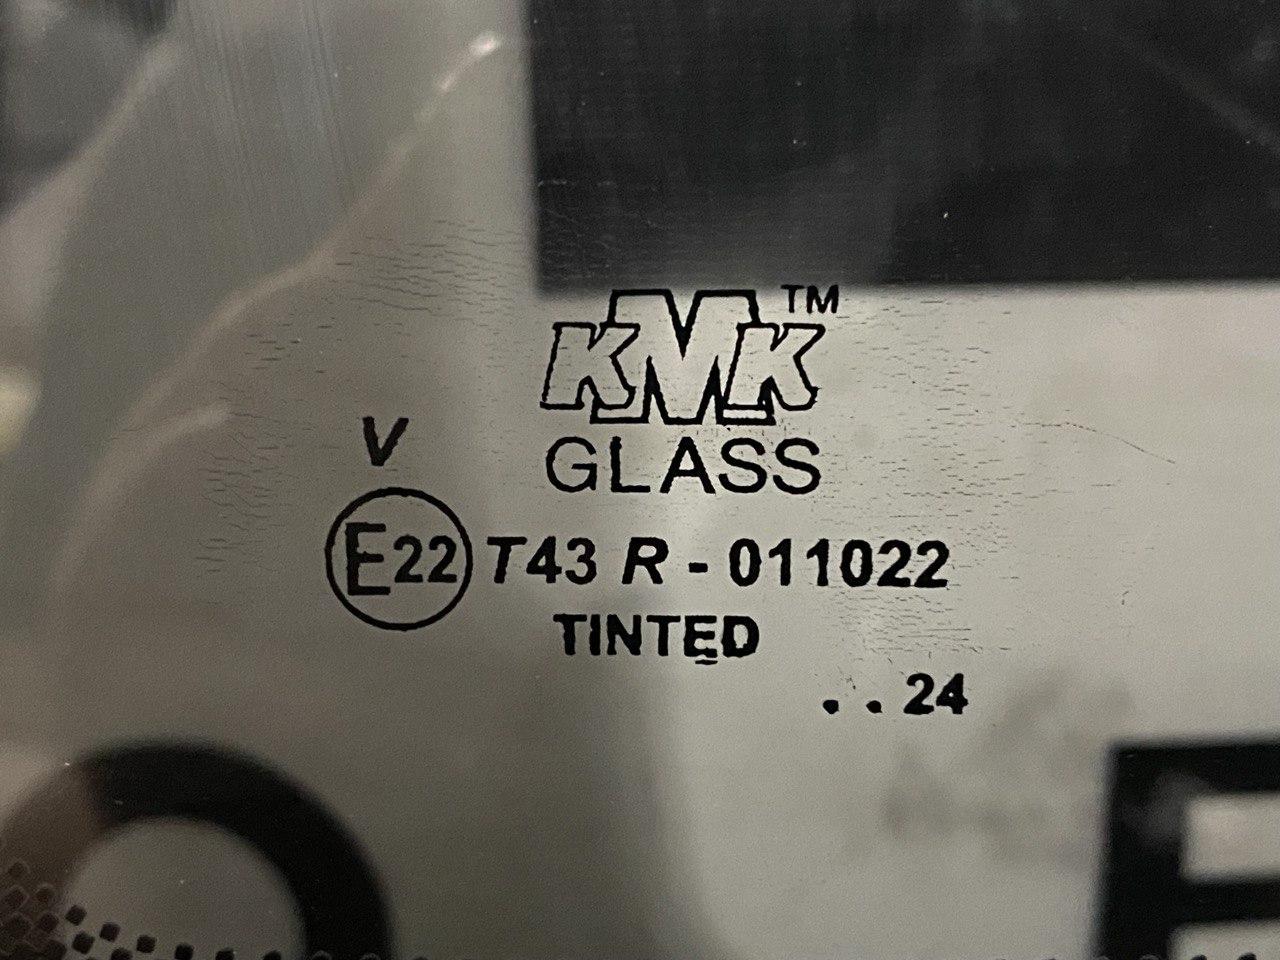 KMK™
GLASS
V
E22 T43 R - 011022
TINTED
. . 24